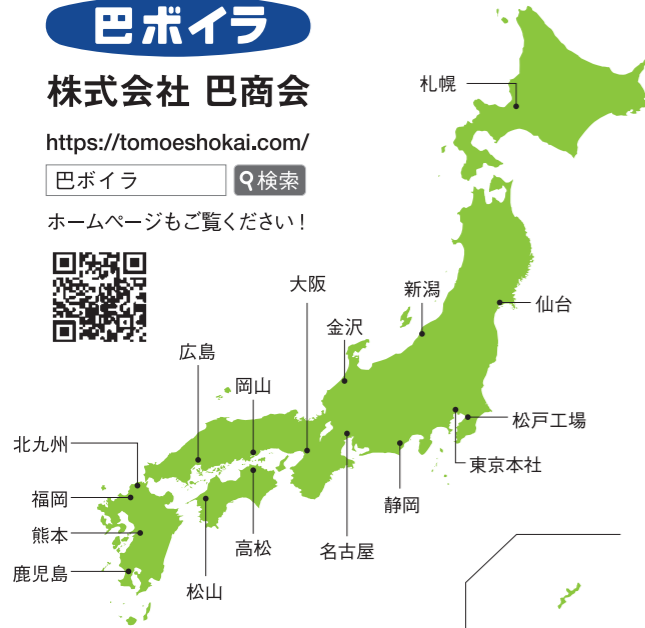 巴ボイラ
株式会社 巴商会
https://tomoeshokai.com/
巴ボイラ 検索
ホームページもご覧ください！
札幌
大阪
新潟
仙台
金沢
広島
岡山
松戸工場
北九州
東京本社
福岡
静岡
熊本
高松
名古屋
鹿児島
松山